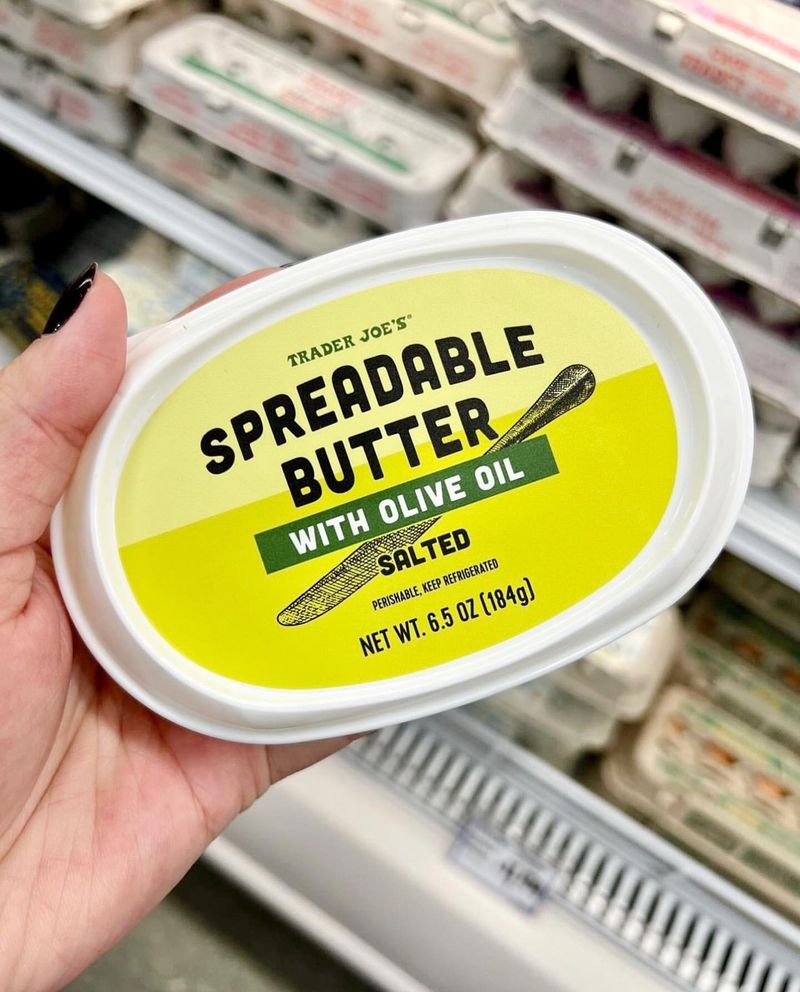 TRADER JOE'S®
SPREADABLE
BUTTER
WITH OLIVE OIL
SALTED
PERISHABLE, KEEP REFRIGERATED
NET WT. 6.5 OZ (184g)